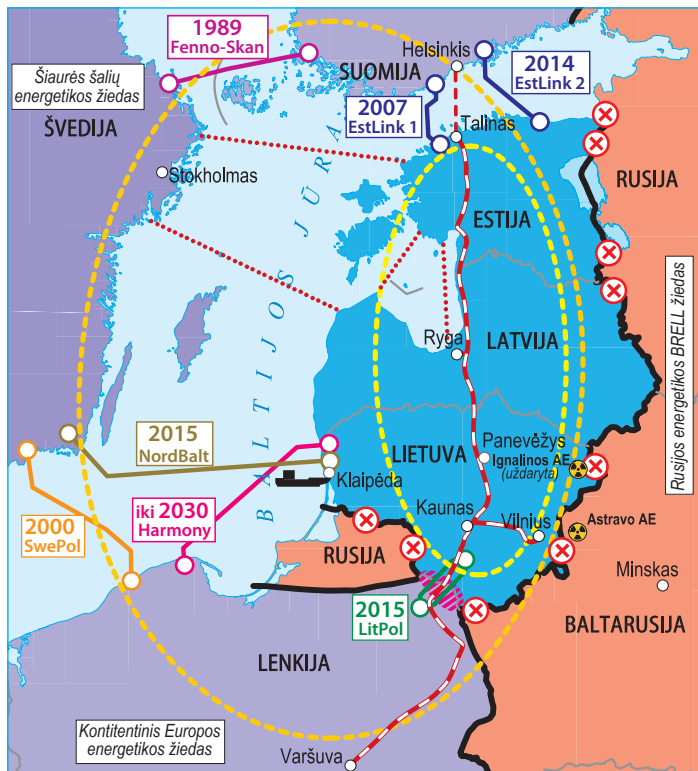 1989
Fenno-Skan
Helsinkis
SUOMIJA
2014
EstLink 2
Šiaurės šalių
energetikos žiedas
ŠVEDIJA
2007
EstLink 1
Talinas
Stokholmas
RUSIJA
ESTIJA
BALTIJOS JŪRA
Rusijos energetikos BRELL žiedas
Ryga
LATVIJA
2015
NordBalt
LIETUVA
Panevėžys
Ignalinos AE
(uždaryta)
Klaipėda
iki 2030
Harmony
2000
SwePol
Kaunas
Vilnius
Astravo AE
RUSIJA
Minskas
2015
LitPol
BALTARUSIJA
LENKIJA
Kontitentinis Europos
energetikos žiedas
Varšuva